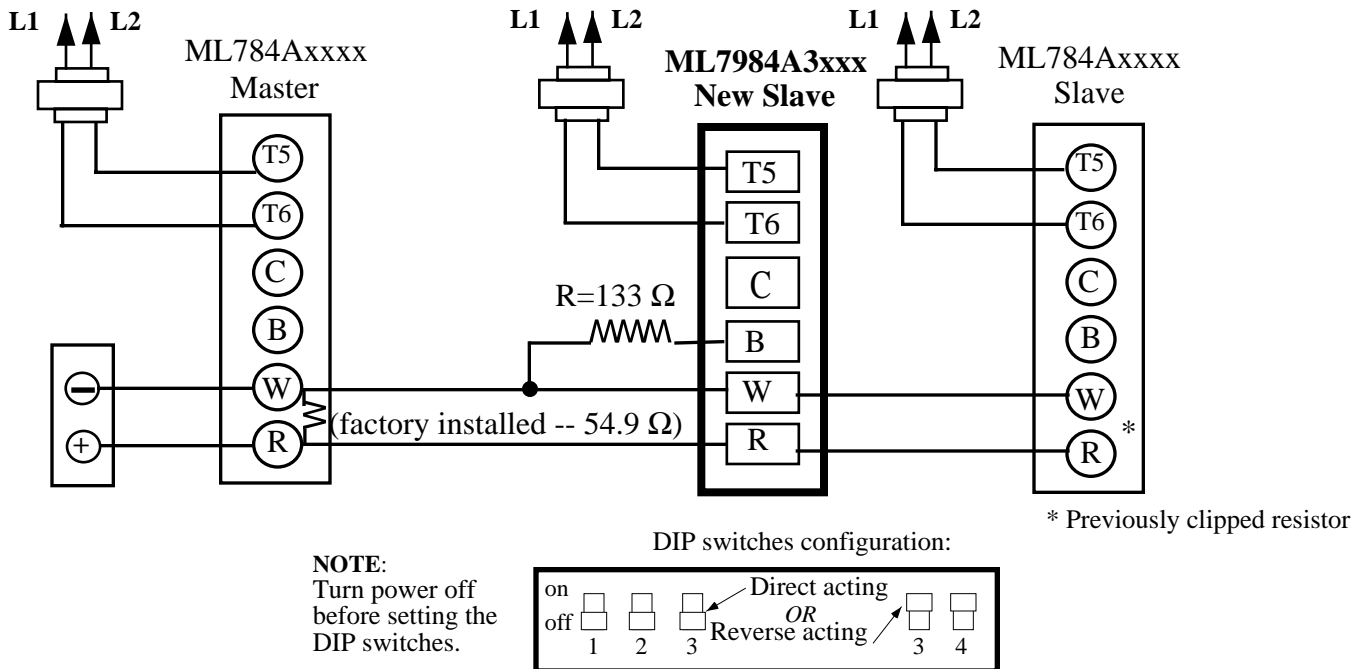 L1 L2
ML784Axxxx
Master
T5
T6
C
B
W
R
−
+
(factory installed -- 54.9 Ω)
R=133 Ω
L1 L2
ML7984A3xxx
New Slave
T5
T6
C
B
W
R
L1 L2
ML784Axxxx
Slave
T5
T6
C
B
W
R
*
* Previously clipped resistor
NOTE:
Turn power off
before setting the
DIP switches.
DIP switches configuration:
on
off
1 2 3
Direct acting
OR
Reverse acting
3 4